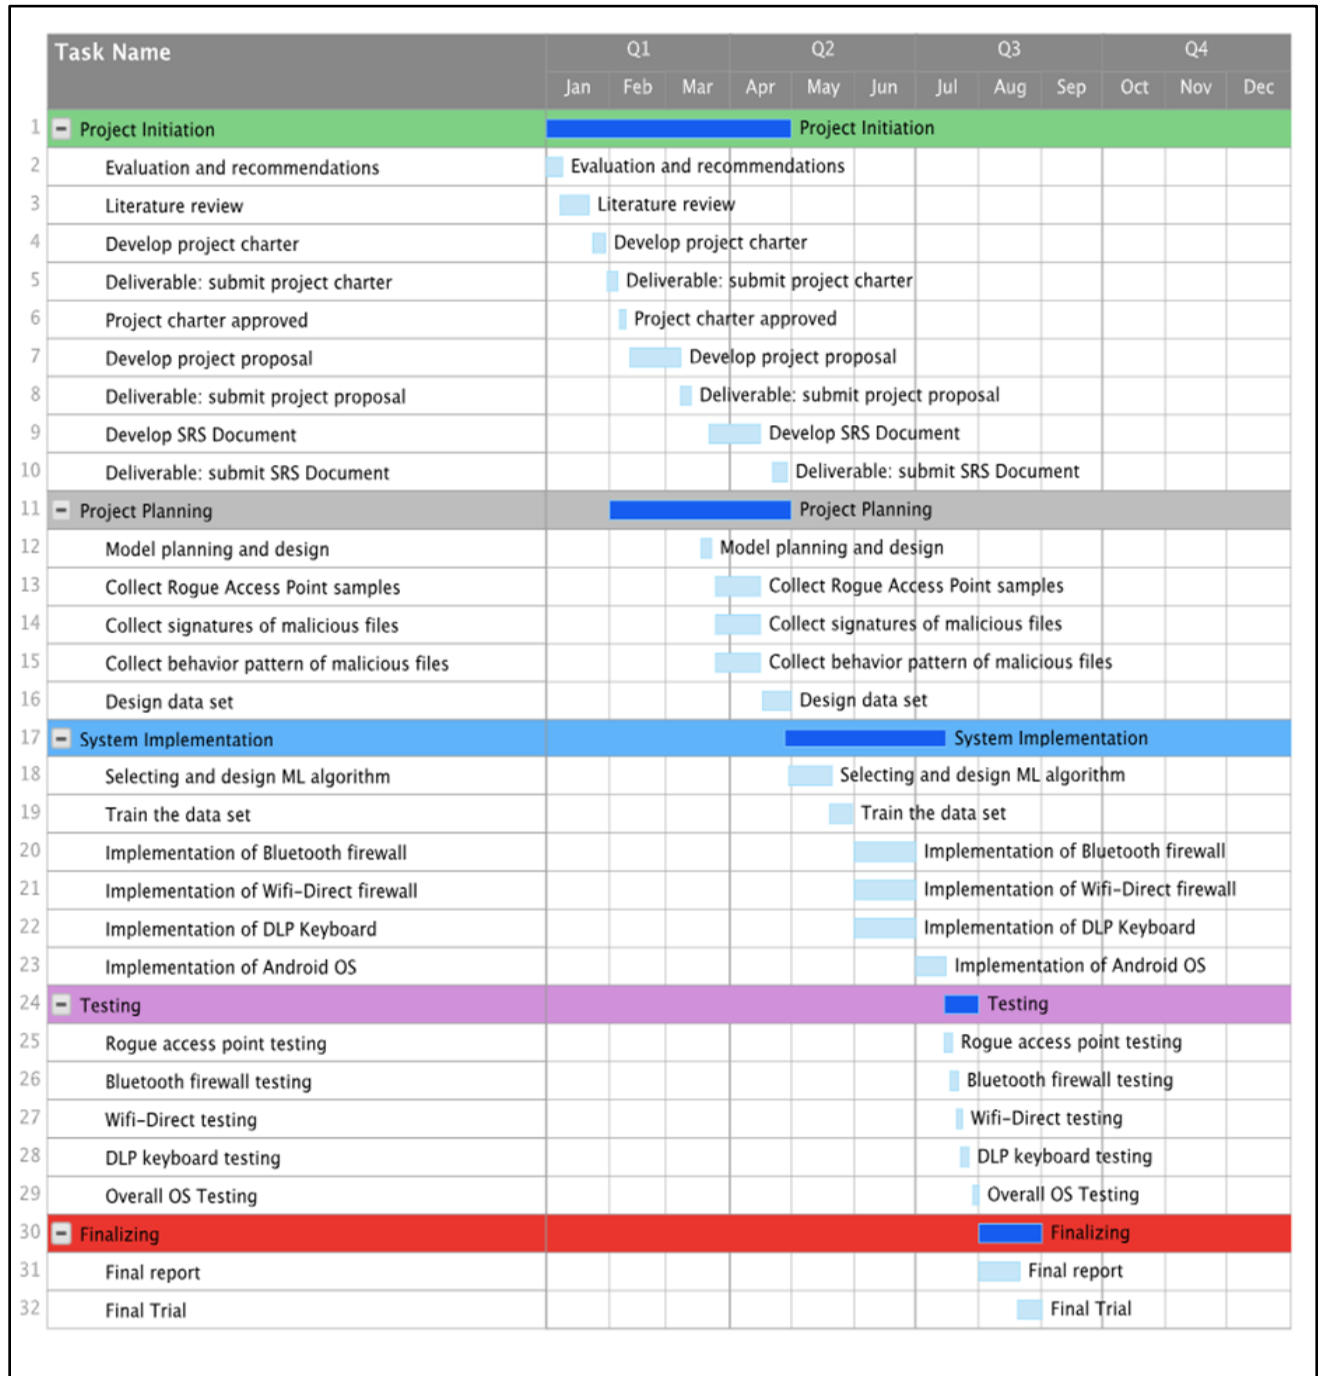 Task Name Q1 Q2 Q3 Q4
Jan Feb Mar Apr May Jun Jul Aug Sep Oct Nov Dec
1 Project Initiation Project Initiation
2 Evaluation and recommendations Evaluation and recommendations
3 Literature review Literature review
4 Develop project charter Develop project charter
5 Deliverable: submit project charter Deliverable: submit project charter
6 Project charter approved Project charter approved
7 Develop project proposal Develop project proposal
8 Deliverable: submit project proposal Deliverable: submit project proposal
9 Develop SRS Document Develop SRS Document
10 Deliverable: submit SRS Document Deliverable: submit SRS Document
11 Project Planning Project Planning
12 Model planning and design Model planning and design
13 Collect Rogue Access Point samples Collect Rogue Access Point samples
14 Collect signatures of malicious files Collect signatures of malicious files
15 Collect behavior pattern of malicious files Collect behavior pattern of malicious files
16 Design data set Design data set
17 System Implementation System Implementation
18 Selecting and design ML algorithm Selecting and design ML algorithm
19 Train the data set Train the data set
20 Implementation of Bluetooth firewall Implementation of Bluetooth firewall
21 Implementation of Wifi-Direct firewall Implementation of Wifi-Direct firewall
22 Implementation of DLP Keyboard Implementation of DLP Keyboard
23 Implementation of Android OS Implementation of Android OS
24 Testing Testing
25 Rogue access point testing Rogue access point testing
26 Bluetooth firewall testing Bluetooth firewall testing
27 Wifi-Direct testing Wifi-Direct testing
28 DLP keyboard testing DLP keyboard testing
29 Overall OS Testing Overall OS Testing
30 Finalizing Finalizing
31 Final report Final report
32 Final Trial Final Trial